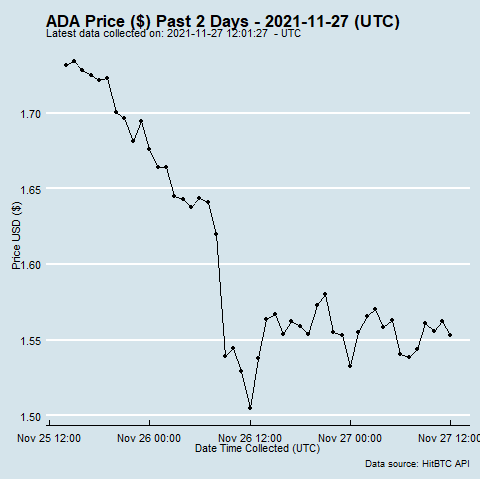 ADA Price ($) Past 2 Days - 2021-11-27 (UTC)
Latest data collected on: 2021-11-27 12:01:27 - UTC
Price USD ($)
1.70
1.65
1.60
1.55
1.50
Nov 25 12:00 Nov 26 00:00 Nov 26 12:00 Nov 27 00:00 Nov 27 12:00
Date Time Collected (UTC)
Data source: HitBTC API